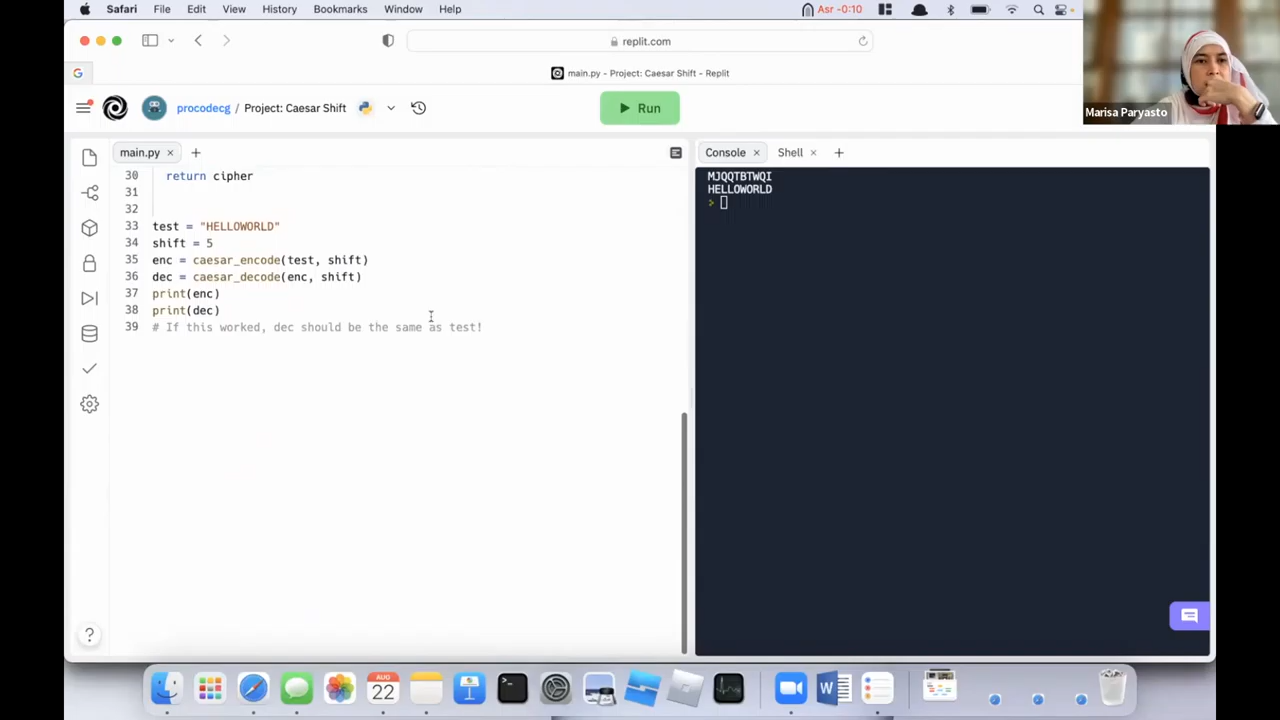 Safari File Edit View History Bookmarks Window Help Asr -0:10
replit.com
G
main.py - Project: Caesar Shift - Replit
procodecg / Project: Caesar Shift
Run
Marisa Paryasto
main.py
Console
Shell
30 return cipher
31
32
33 test = "HELLOWORLD"
34 shift = 5
35 enc = caesar_encode(test, shift)
36 dec = caesar_decode(enc, shift)
37 print(enc)
38 print(dec)
39 # If this worked, dec should be the same as test!
MJQQTBTWQI
HELLOWORLD
>
?
AUG
22